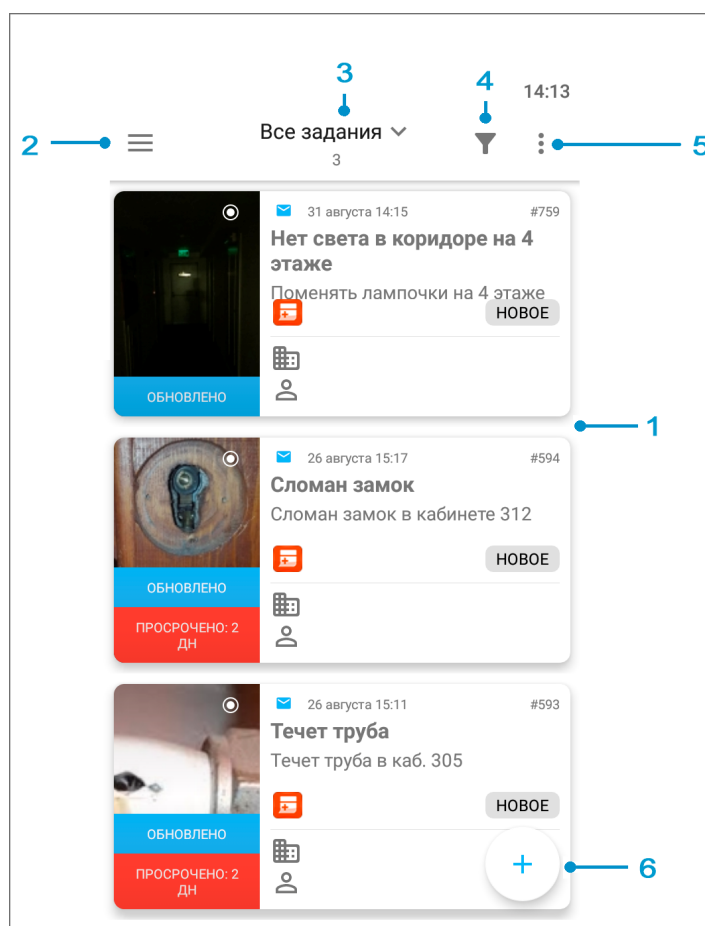 3
4
14:13
2
Все задания
5
3
31 августа 14:15
#759
Нет света в коридоре на 4
этаже
Поменять лампочки на 4 этаже
НОВОЕ
ОБНОВЛЕНО
1
26 августа 15:17
#594
Сломан замок
Сломан замок в кабинете 312
НОВОЕ
ОБНОВЛЕНО
ПРОСРОЧЕНО: 2
ДН
26 августа 15:11
#593
Течет труба
Течет труба в каб. 305
НОВОЕ
ОБНОВЛЕНО
ПРОСРОЧЕНО: 2
ДН
+
6